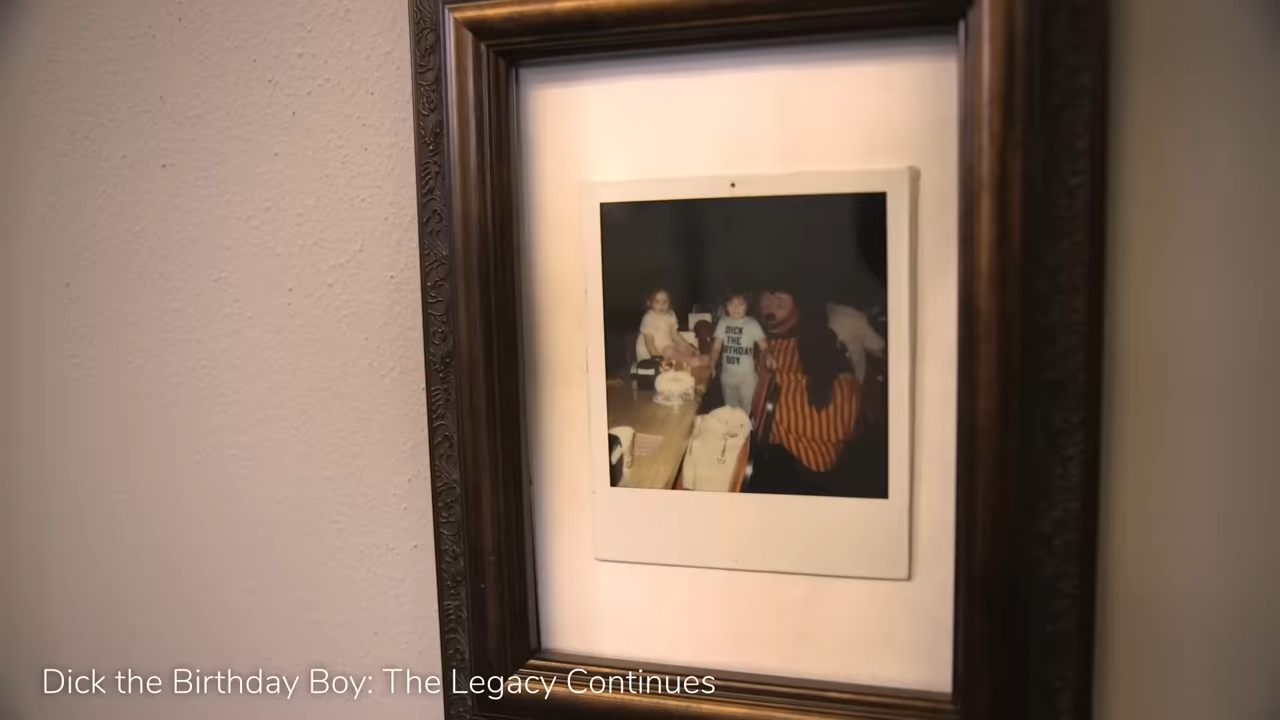 DICK
THE
BIRTHDAY
BOY
Dick the Birthday Boy: The Legacy Continues